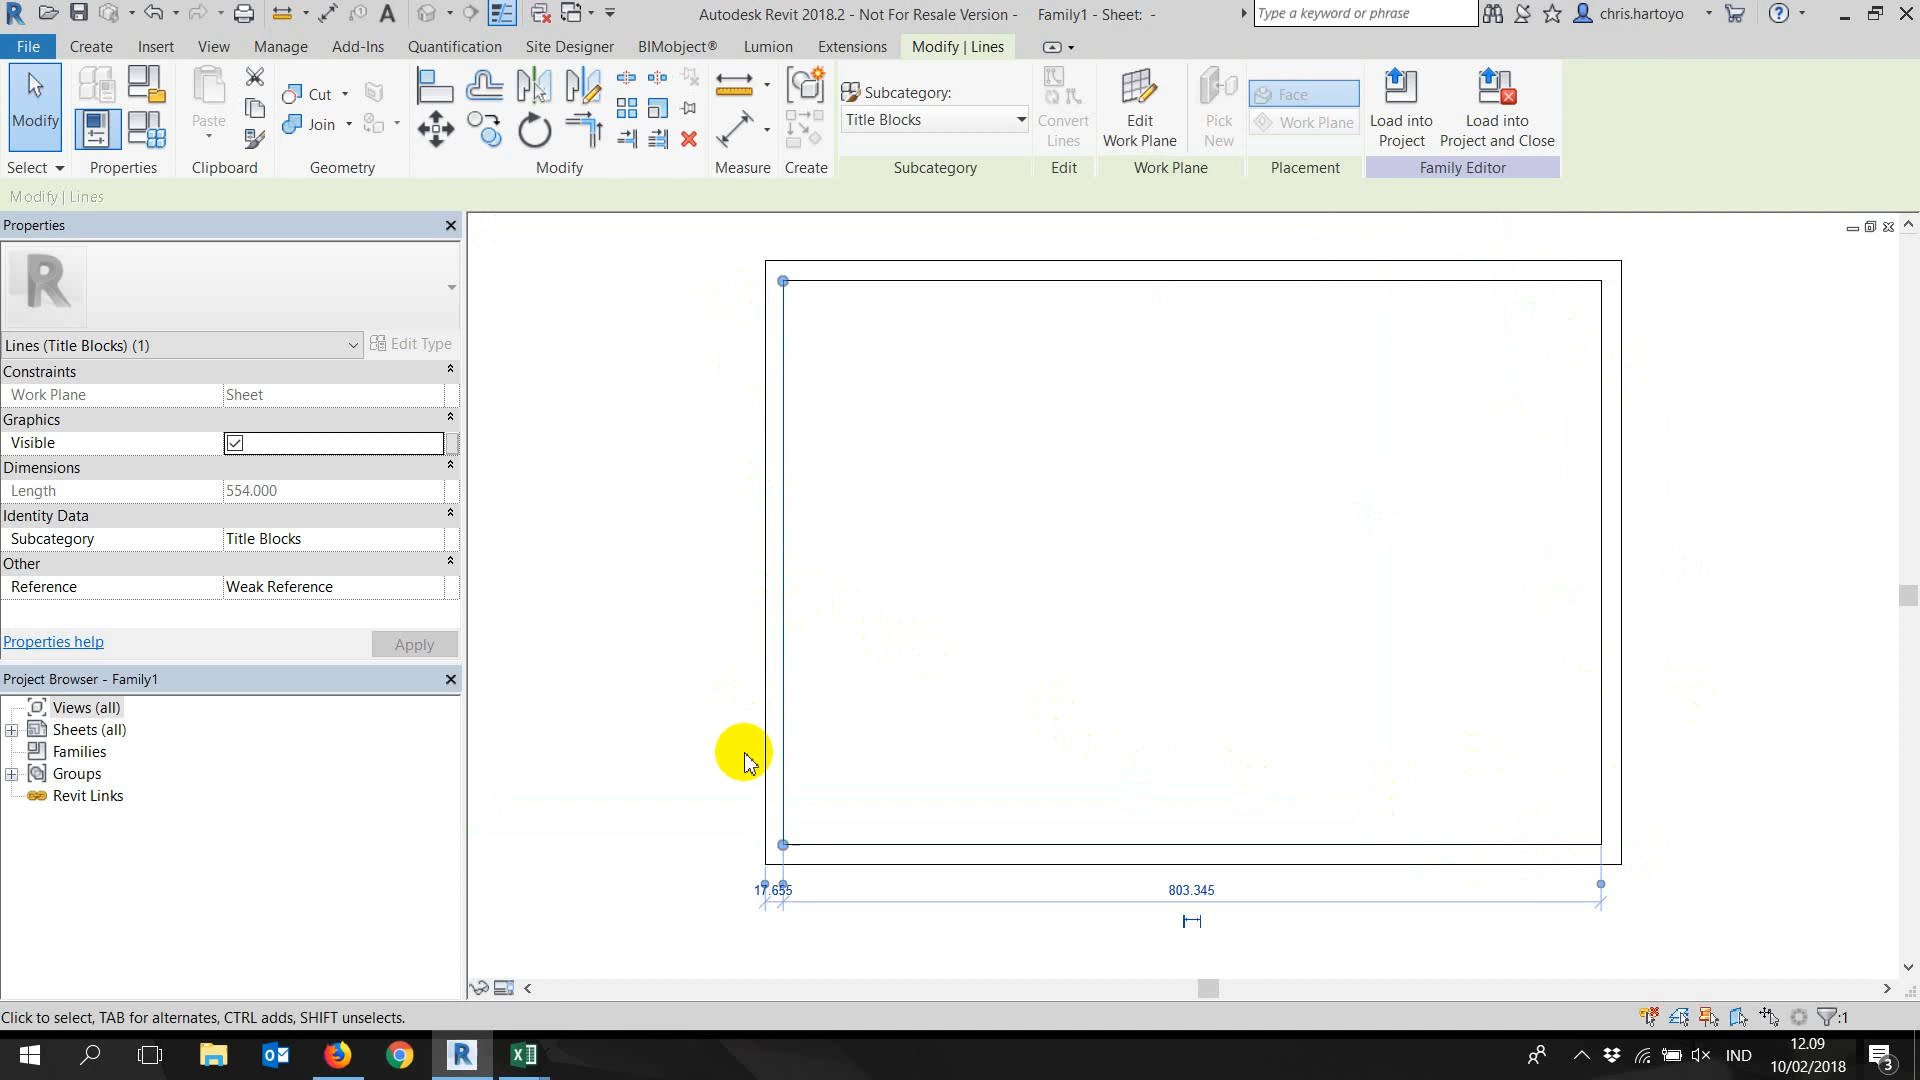 Autodesk Revit 2018.2 - Not For Resale Version -    Family1 - Sheet:  -
Type a keyword or phrase
chris.hartoyo
File
Create
Insert
View
Manage
Add-Ins
Quantification
Site Designer
BIMobject®
Lumion
Extensions
Modify | Lines
Modify
Paste
Cut
Join
Subcategory:
Title Blocks
Convert
Lines
Edit
Work Plane
Pick
New
Face
Work Plane
Load into
Project
Load into
Project and Close
Select
Properties
Clipboard
Geometry
Modify
Measure
Create
Subcategory
Edit
Work Plane
Placement
Family Editor
Modify | Lines
Properties
R
Lines (Title Blocks) (1)
Edit Type
Constraints
Work Plane
Sheet
Graphics
Visible
Dimensions
Length
554.000
Identity Data
Subcategory
Title Blocks
Other
Reference
Weak Reference
Properties help
Apply
Project Browser - Family1
Views (all)
Sheets (all)
Families
Groups
Revit Links
17.655
803.345
Click to select, TAB for alternates, CTRL adds, SHIFT unselects.
:1
IND
12.09
10/02/2018
3